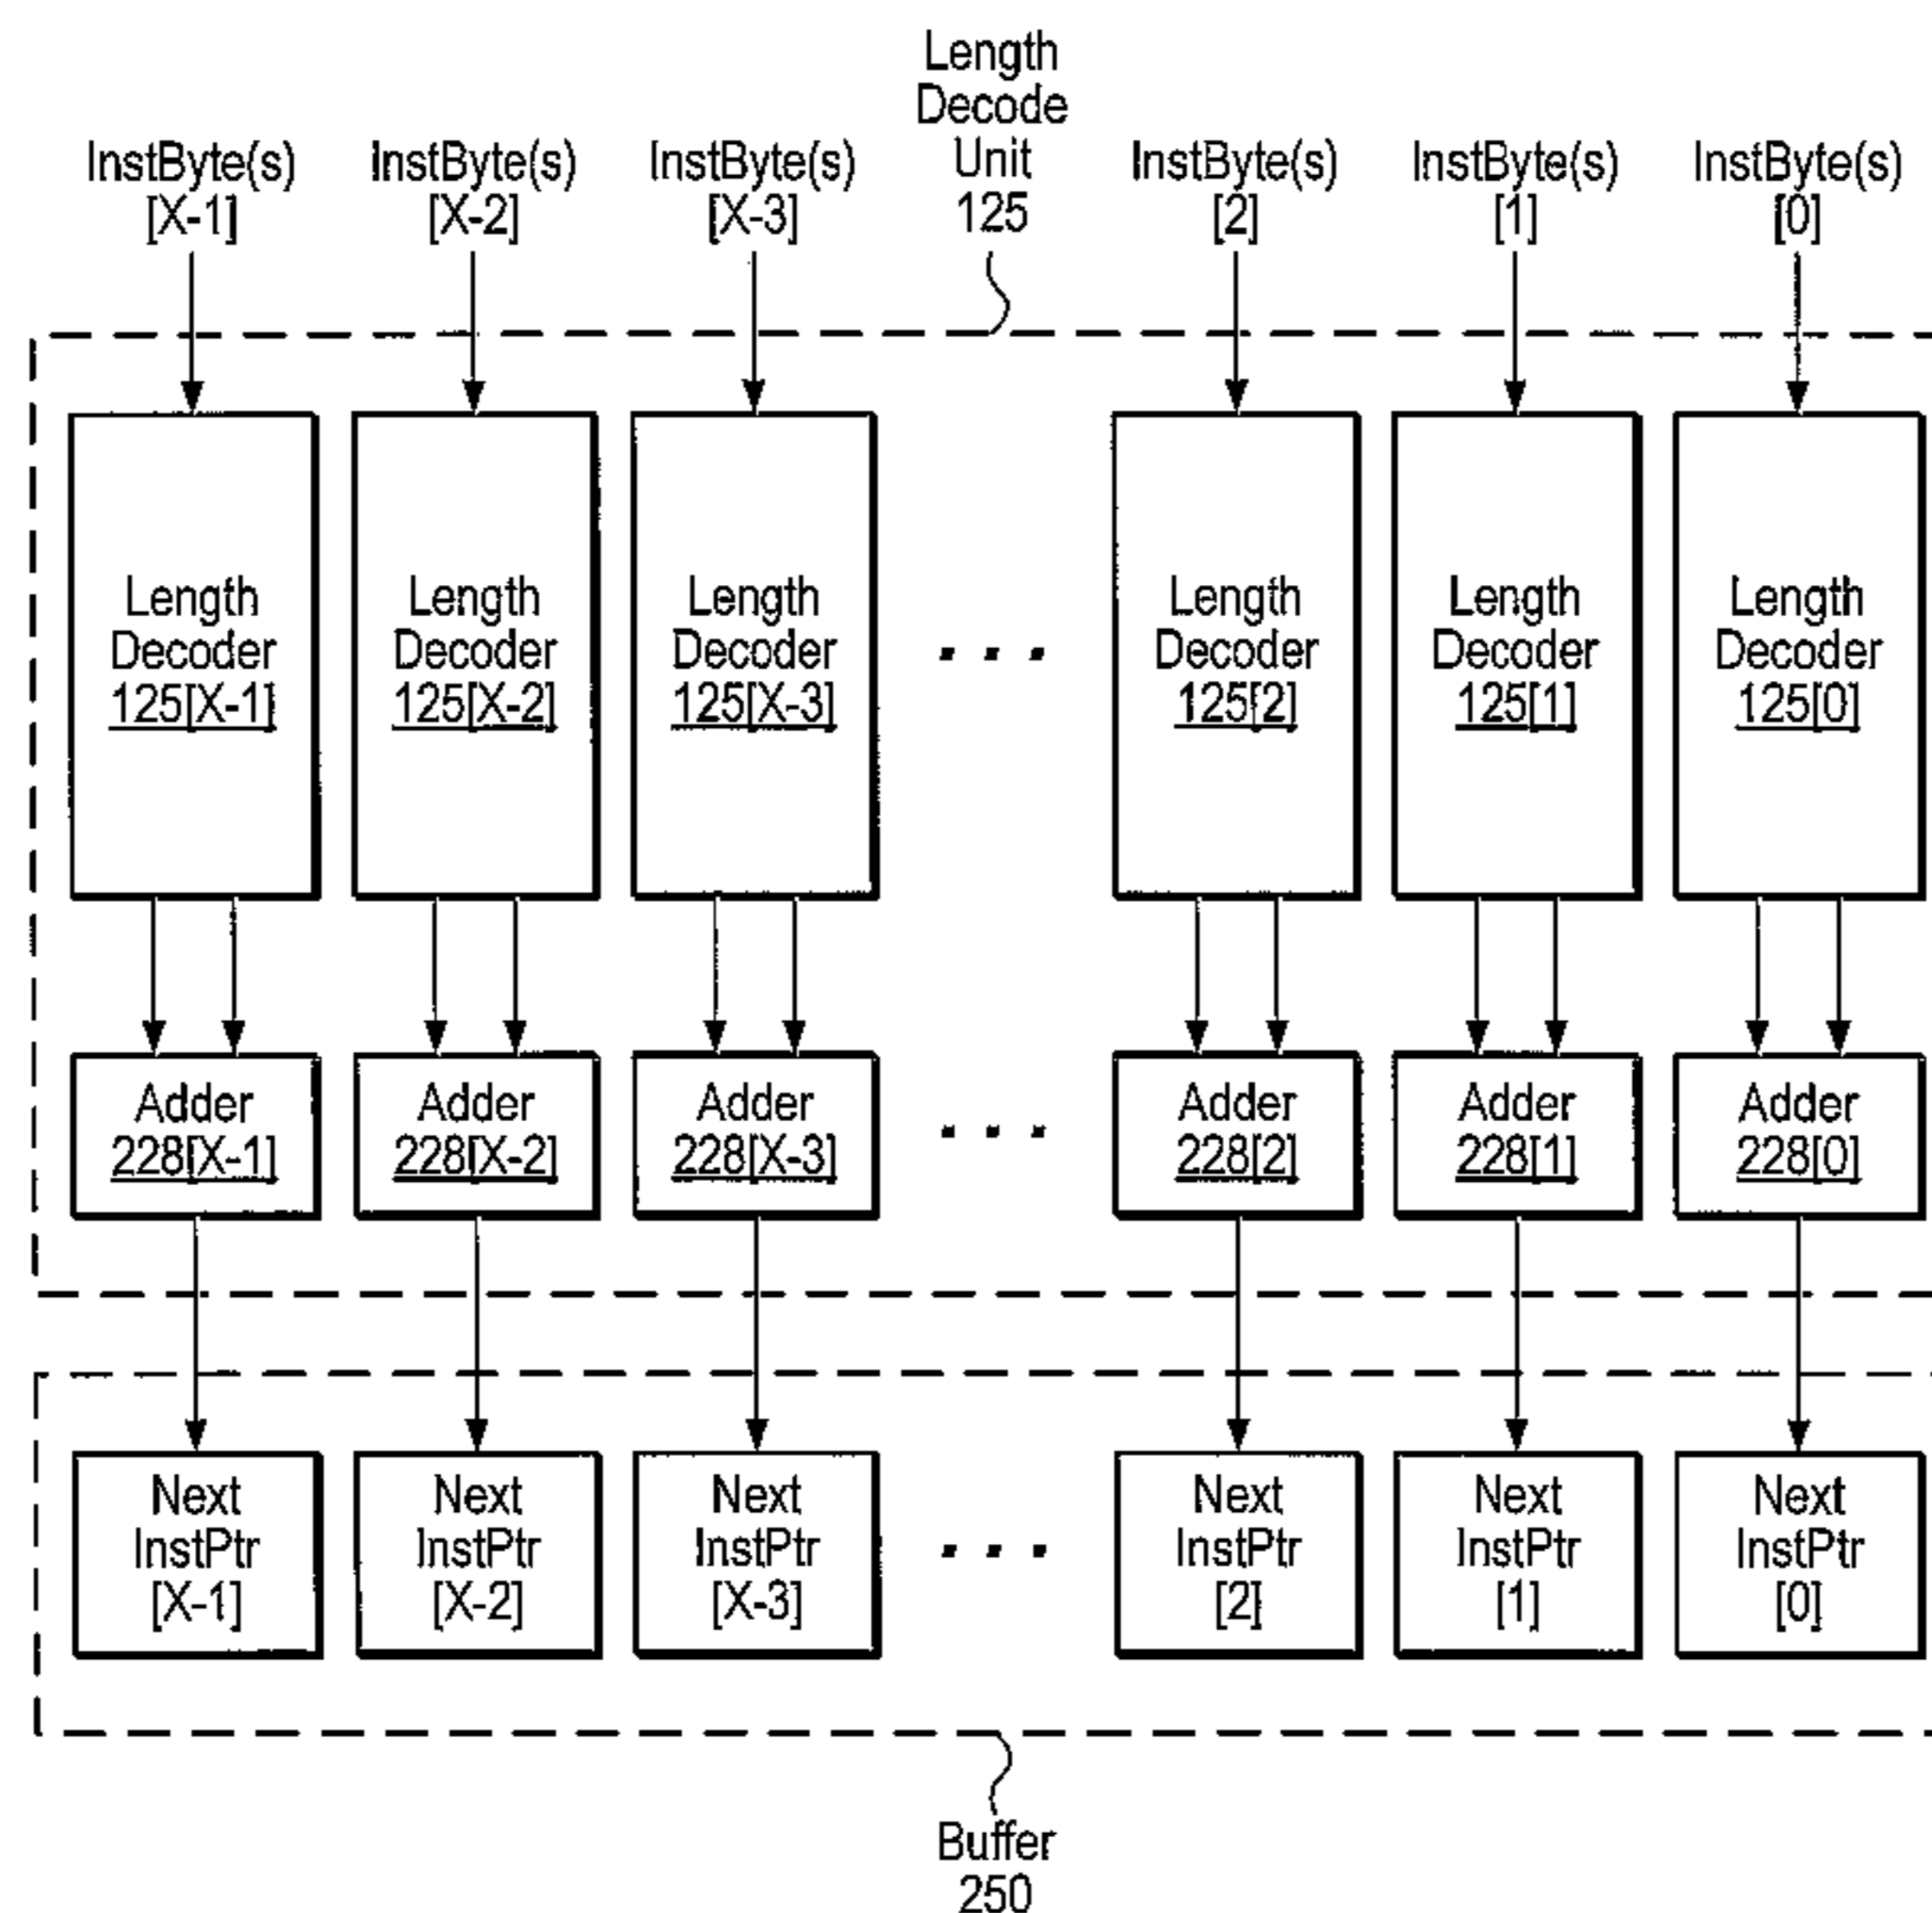 Length
Decode
Unit
125
InstByte(s)
[X-1]
InstByte(s)
[X-2]
InstByte(s)
[X-3]
InstByte(s)
[2]
InstByte(s)
[1]
InstByte(s)
[0]
Length
Decoder
125[X-1]
Length
Decoder
125[X-2]
Length
Decoder
125[X-3]
. . .
Length
Decoder
125[2]
Length
Decoder
125[1]
Length
Decoder
125[0]
Adder
228[X-1]
Adder
228[X-2]
Adder
228[X-3]
. . .
Adder
228[2]
Adder
228[1]
Adder
228[0]
Next
InstPtr
[X-1]
Next
InstPtr
[X-2]
Next
InstPtr
[X-3]
. . .
Next
InstPtr
[2]
Next
InstPtr
[1]
Next
InstPtr
[0]
Buffer
250